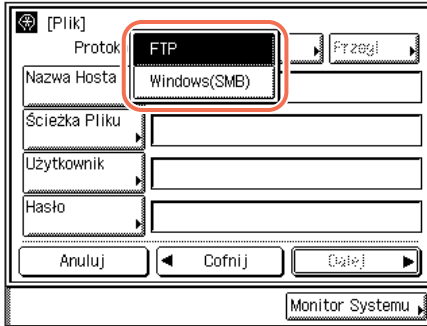 [Plik]
Protok FTP Przegl
Windows(SMB)
Nazwa Hosta
Ścieżka Pliku
Użytkownik
Hasło
Anuluj ◀ Cofnij Dalej ▶
Monitor Systemu